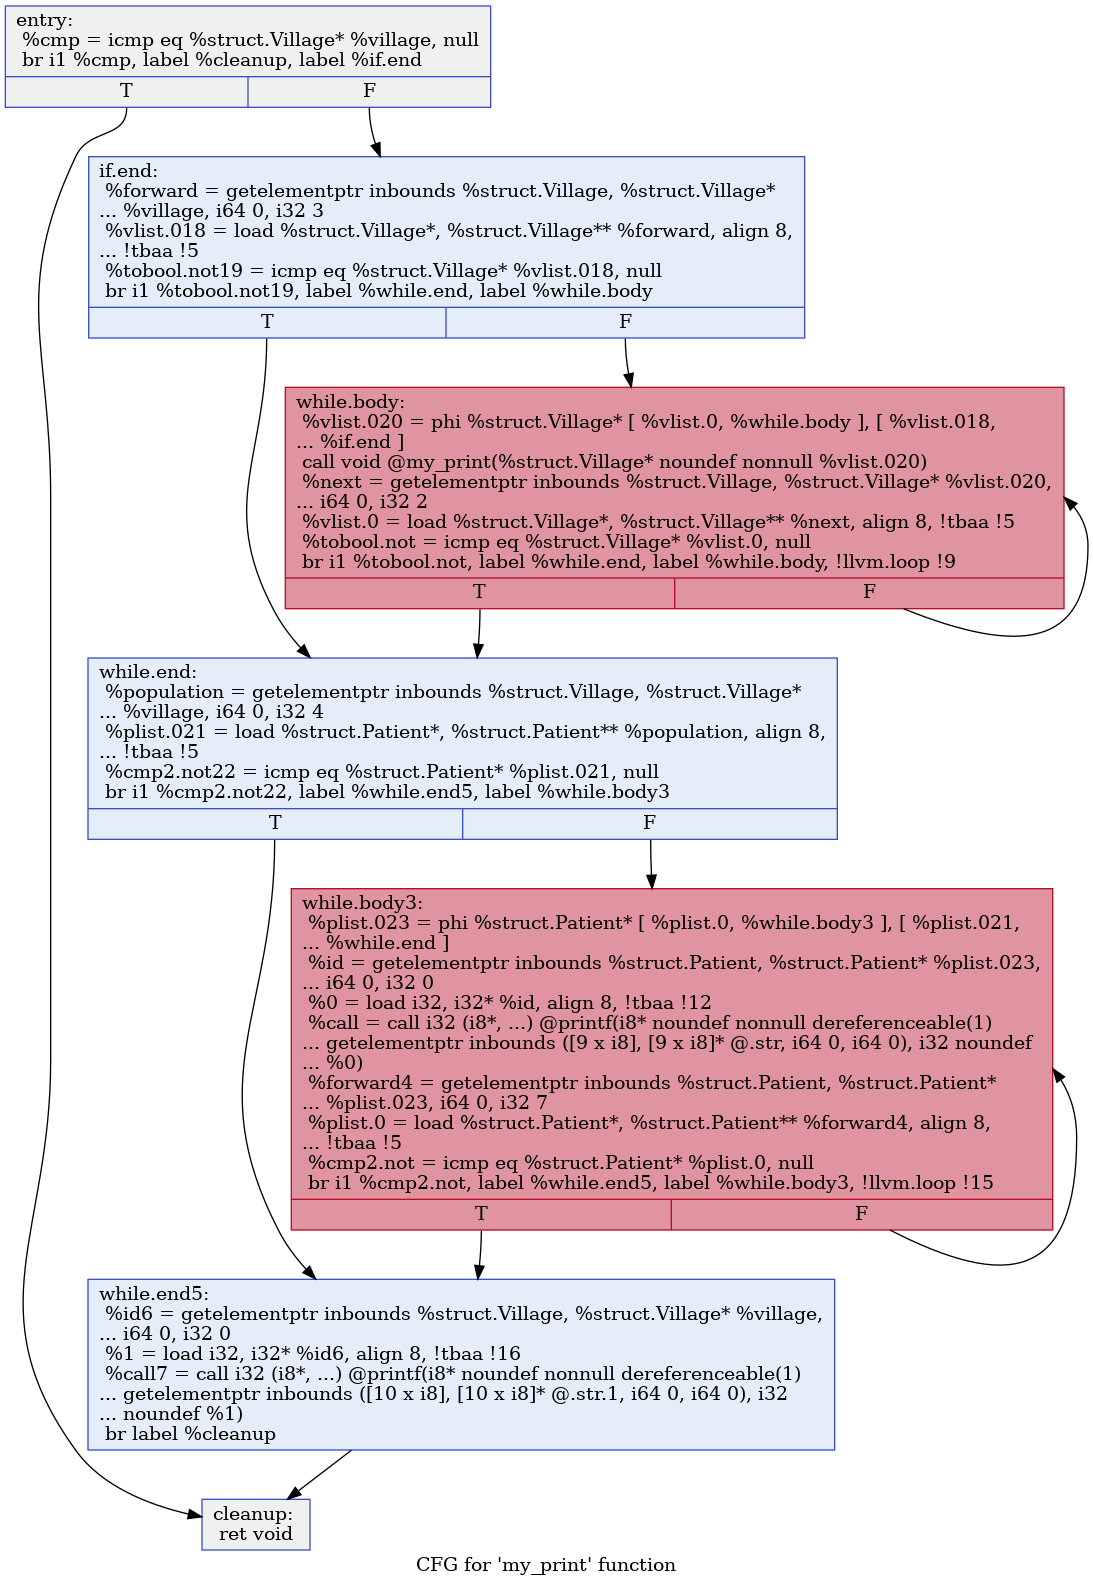 entry:
%cmp = icmp eq %struct.Village* %village, null
br i1 %cmp, label %cleanup, label %if.end
T
F
if.end:
%forward = getelementptr inbounds %struct.Village, %struct.Village*
... %village, i64 0, i32 3
%vlist.018 = load %struct.Village*, %struct.Village** %forward, align 8,
... !tbaa !5
%tobool.not19 = icmp eq %struct.Village* %vlist.018, null
br i1 %tobool.not19, label %while.end, label %while.body
T
F
while.body:
%vlist.020 = phi %struct.Village* [ %vlist.0, %while.body ], [ %vlist.018,
... %if.end ]
call void @my_print(%struct.Village* noundef nonnull %vlist.020)
%next = getelementptr inbounds %struct.Village, %struct.Village* %vlist.020,
... i64 0, i32 2
%vlist.0 = load %struct.Village*, %struct.Village** %next, align 8, !tbaa !5
%tobool.not = icmp eq %struct.Village* %vlist.0, null
br i1 %tobool.not, label %while.end, label %while.body, !llvm.loop !9
T
F
while.end:
%population = getelementptr inbounds %struct.Village, %struct.Village*
... %village, i64 0, i32 4
%plist.021 = load %struct.Patient*, %struct.Patient** %population, align 8,
... !tbaa !5
%cmp2.not22 = icmp eq %struct.Patient* %plist.021, null
br i1 %cmp2.not22, label %while.end5, label %while.body3
T
F
while.body3:
%plist.023 = phi %struct.Patient* [ %plist.0, %while.body3 ], [ %plist.021,
... %while.end ]
%id = getelementptr inbounds %struct.Patient, %struct.Patient* %plist.023,
... i64 0, i32 0
%0 = load i32, i32* %id, align 8, !tbaa !12
%call = call i32 (i8*, ...) @printf(i8* noundef nonnull dereferenceable(1)
... getelementptr inbounds ([9 x i8], [9 x i8]* @.str, i64 0, i64 0), i32 noundef
... %0)
%forward4 = getelementptr inbounds %struct.Patient, %struct.Patient*
... %plist.023, i64 0, i32 7
%plist.0 = load %struct.Patient*, %struct.Patient** %forward4, align 8,
... !tbaa !5
%cmp2.not = icmp eq %struct.Patient* %plist.0, null
br i1 %cmp2.not, label %while.end5, label %while.body3, !llvm.loop !15
T
F
while.end5:
%id6 = getelementptr inbounds %struct.Village, %struct.Village* %village,
... i64 0, i32 0
%1 = load i32, i32* %id6, align 8, !tbaa !16
%call7 = call i32 (i8*, ...) @printf(i8* noundef nonnull dereferenceable(1)
... getelementptr inbounds ([10 x i8], [10 x i8]* @.str.1, i64 0, i64 0), i32
... noundef %1)
br label %cleanup
cleanup:
ret void
CFG for 'my_print' function